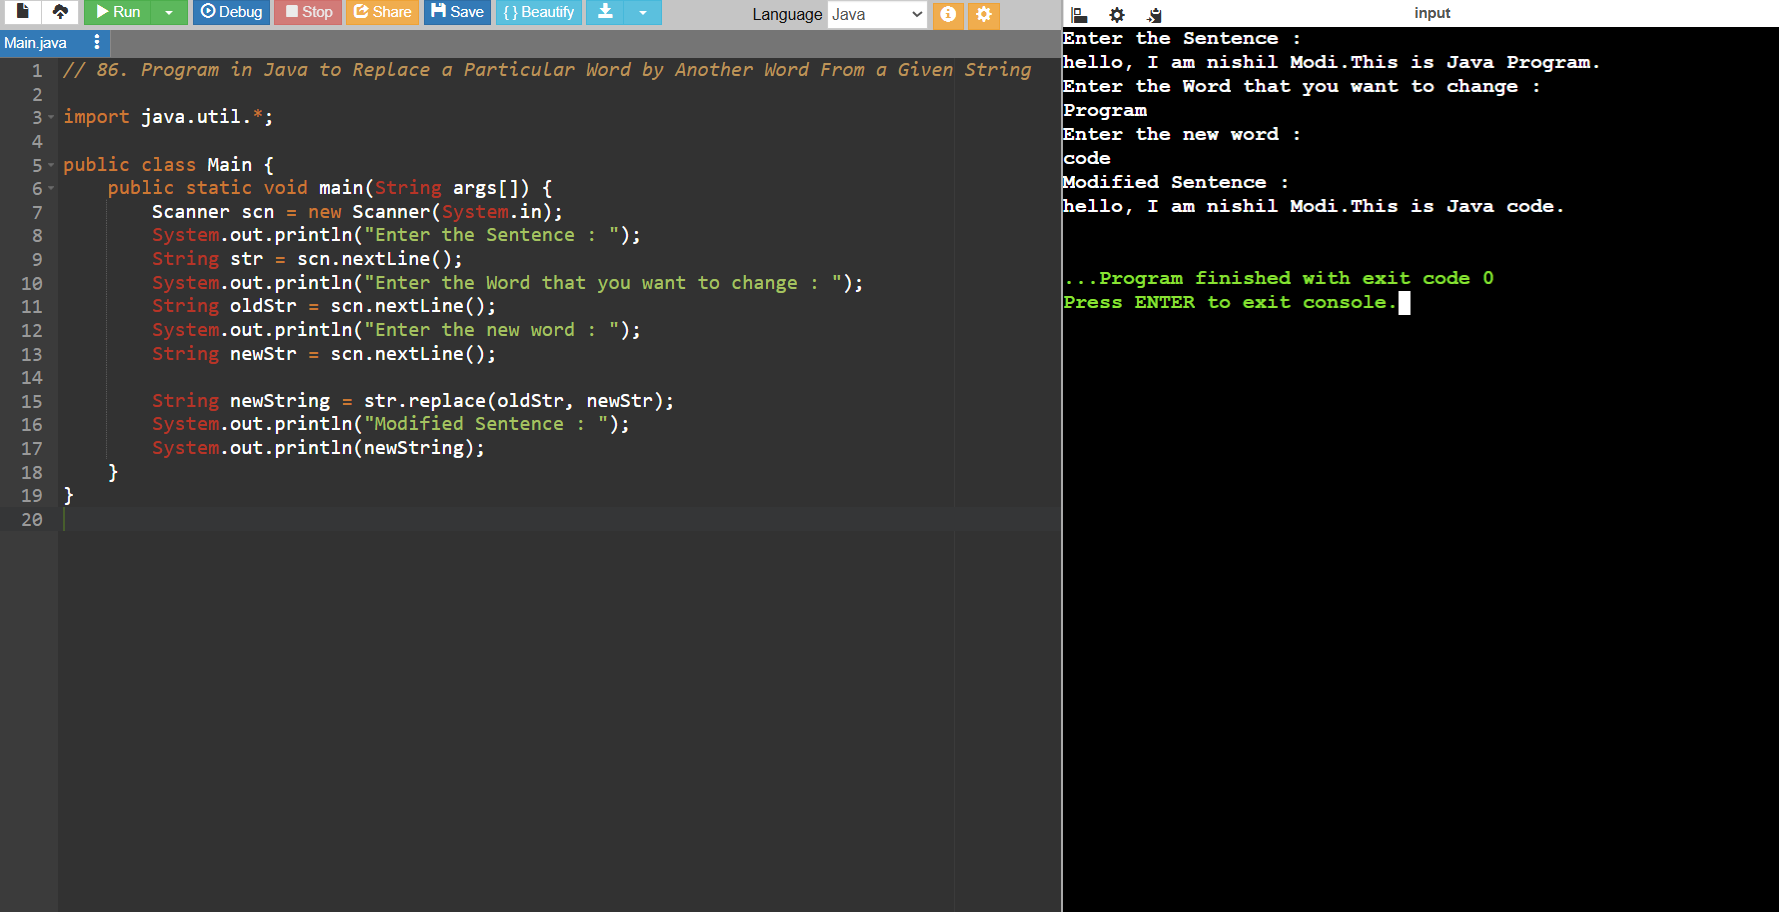 Run Debug Stop Share Save { } Beautify Language Java
Main.java
1 // 86. Program in Java to Replace a Particular Word by Another Word From a Given String
2
3 import java.util.*;
4
5 public class Main {
6     public static void main(String args[]) {
7         Scanner scn = new Scanner(System.in);
8         System.out.println("Enter the Sentence : ");
9         String str = scn.nextLine();
10         System.out.println("Enter the Word that you want to change : ");
11         String oldStr = scn.nextLine();
12         System.out.println("Enter the new word : ");
13         String newStr = scn.nextLine();
14
15         String newString = str.replace(oldStr, newStr);
16         System.out.println("Modified Sentence : ");
17         System.out.println(newString);
18     }
19 }
20
input
Enter the Sentence :
hello, I am nishil Modi.This is Java Program.
Enter the Word that you want to change :
Program
Enter the new word :
code
Modified Sentence :
hello, I am nishil Modi.This is Java code.
...Program finished with exit code 0
Press ENTER to exit console.